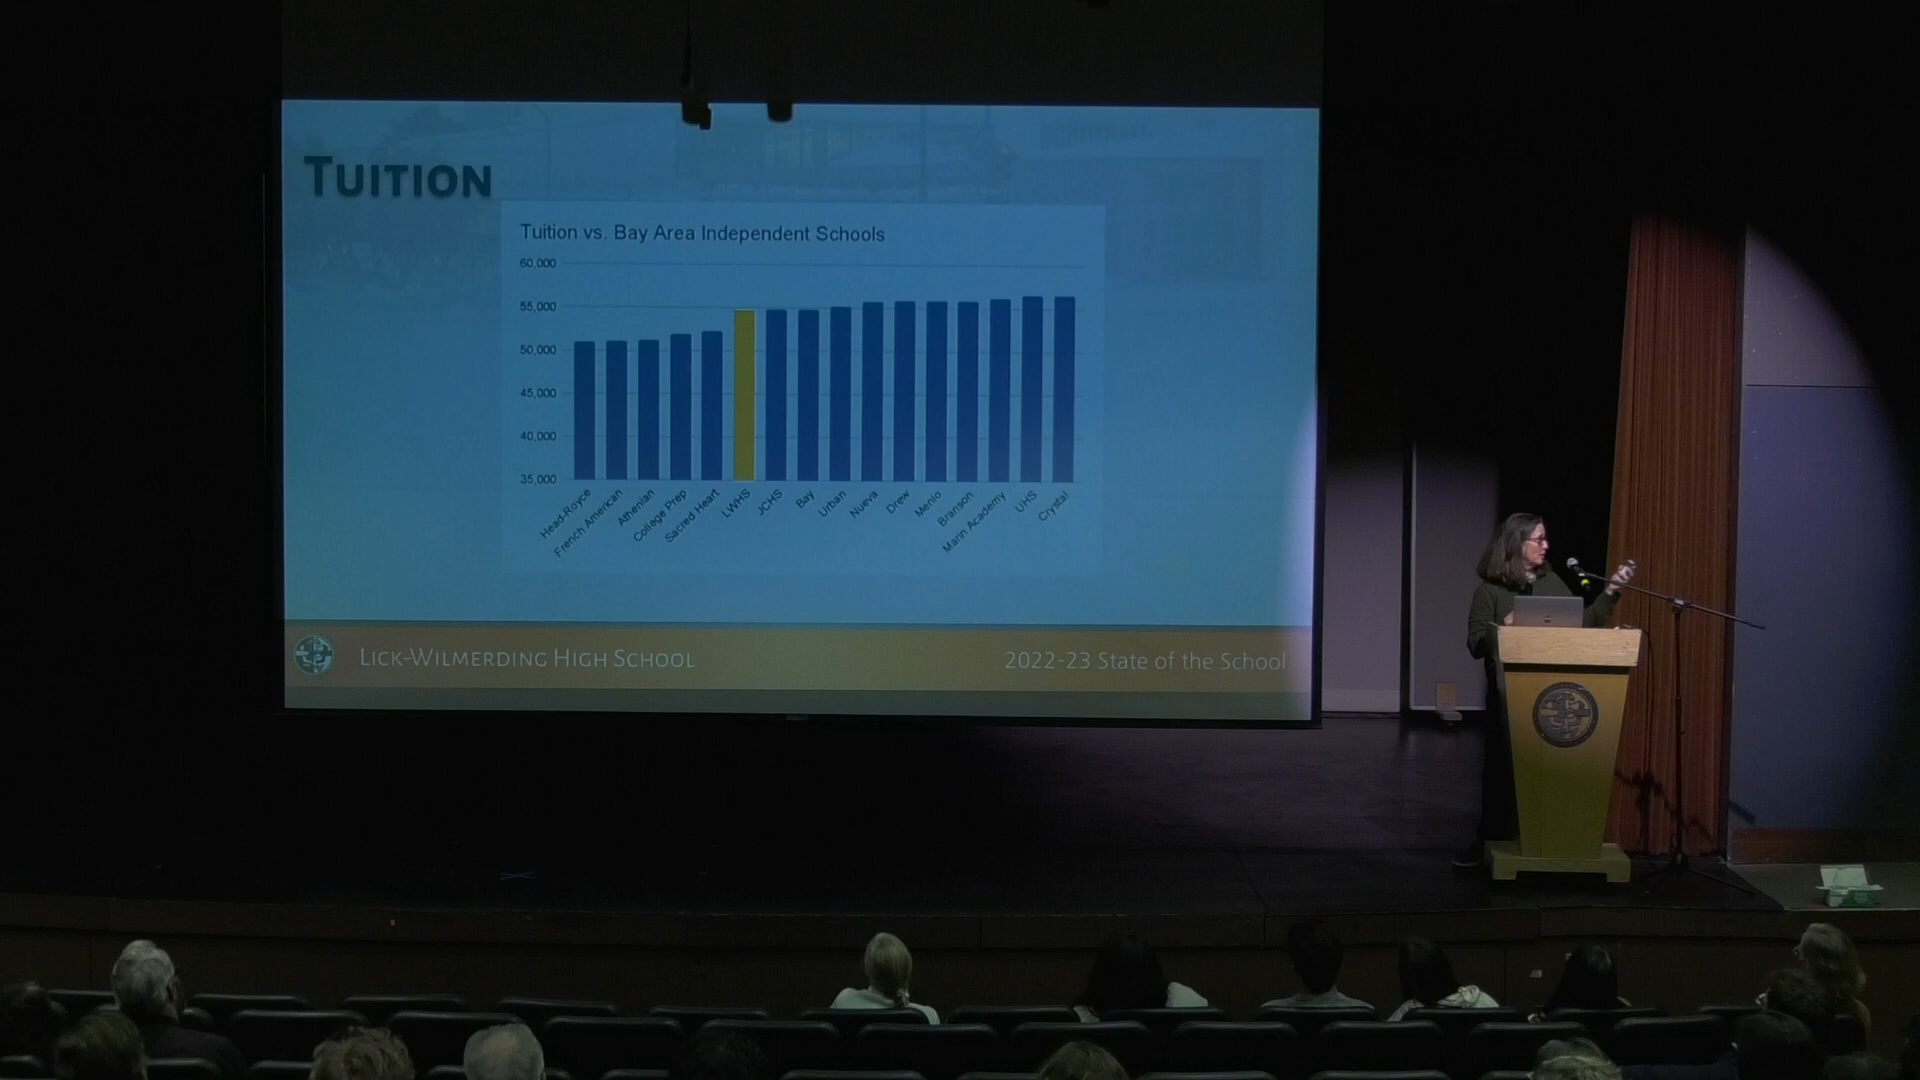 TUITION
Tuition vs. Bay Area Independent Schools
60,000
55,000
50,000
45,000
40,000
35,000
Head-Royce
French American
Athenian
College Prep
Sacred Heart
LWHS
JCHS
Bay
Urban
Nueva
Drew
Menlo
Branson
Marin Academy
UHS
Crystal
LICK-WILMERDING HIGH SCHOOL
2022-23 State of the School